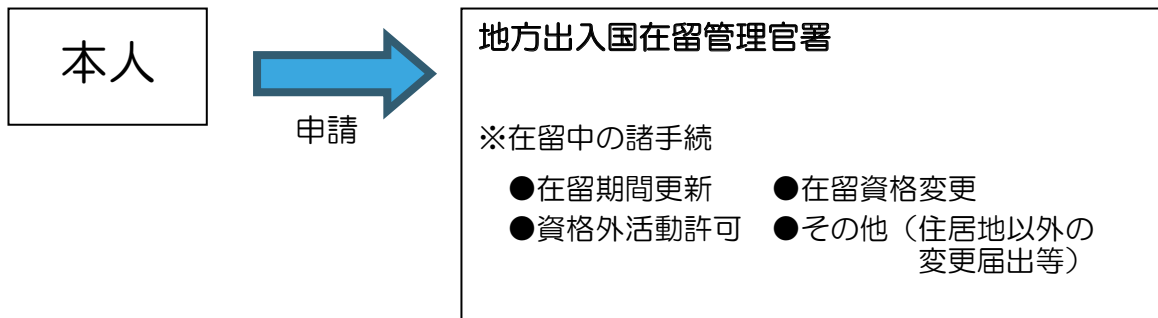 本人
申請
地方出入国在留管理官署
※在留中の諸手続
●在留期間更新 ●在留資格変更
●資格外活動許可 ●その他（住居地以外の
変更届出等）